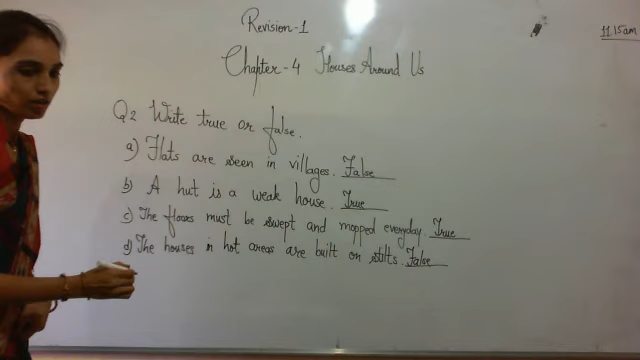 Revision-1
11.15am
Chapter-4 Houses Around Us
Q2 Write true or false.
a) Flats are seen in villages. False
b) A hut is a weak house. True
c) The floors must be swept and mopped everyday. True
d) The houses in hot areas are built on stilts. False